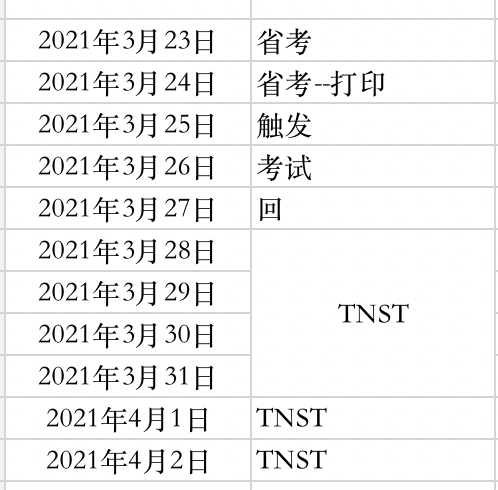 2021年3月23日 省考
2021年3月24日 省考--打印
2021年3月25日 触发
2021年3月26日 考试
2021年3月27日 回
2021年3月28日
2021年3月29日
TNST
2021年3月30日
2021年3月31日
2021年4月1日 TNST
2021年4月2日 TNST